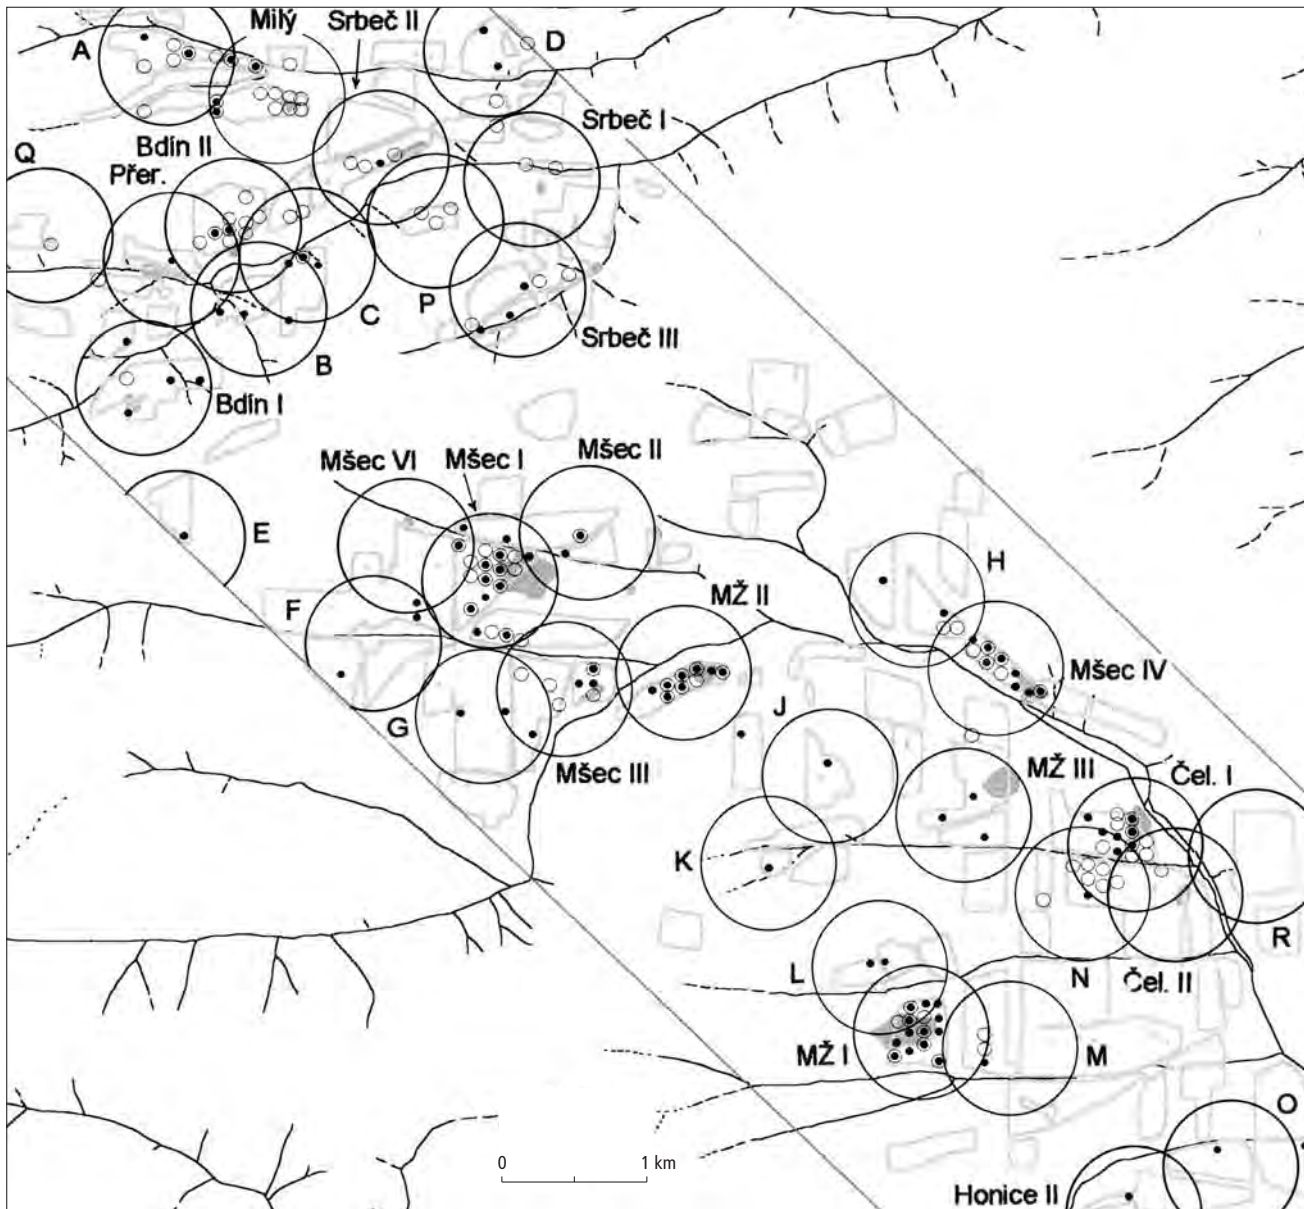 Milý
Srbeč II
A
D
Srbeč I
Q
Bdín II
Přer.
C
P
Srbeč III
B
Bdín I
Mšec VI
Mšec I
Mšec II
E
H
F
MŽ II
Mšec IV
J
G
Mšec III
MŽ III
Čel. I
K
R
L
N
Čel. II
MŽ I
M
O
0
1 km
Honice II